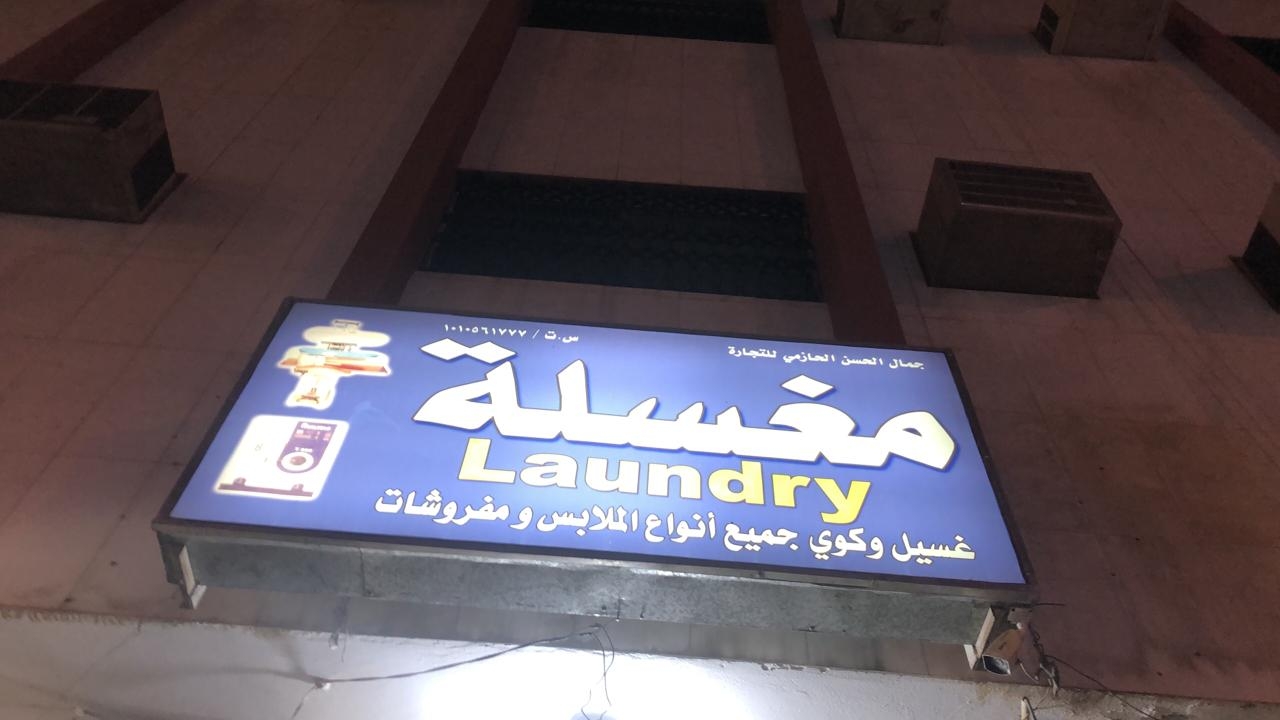 جمال الحسن الحازمي للتجارة
س.ت / ١٠١٠٥٦١٧٧٧
مغسلة
Laundry
غسيل وكوي جميع أنواع الملابس و مفروشات